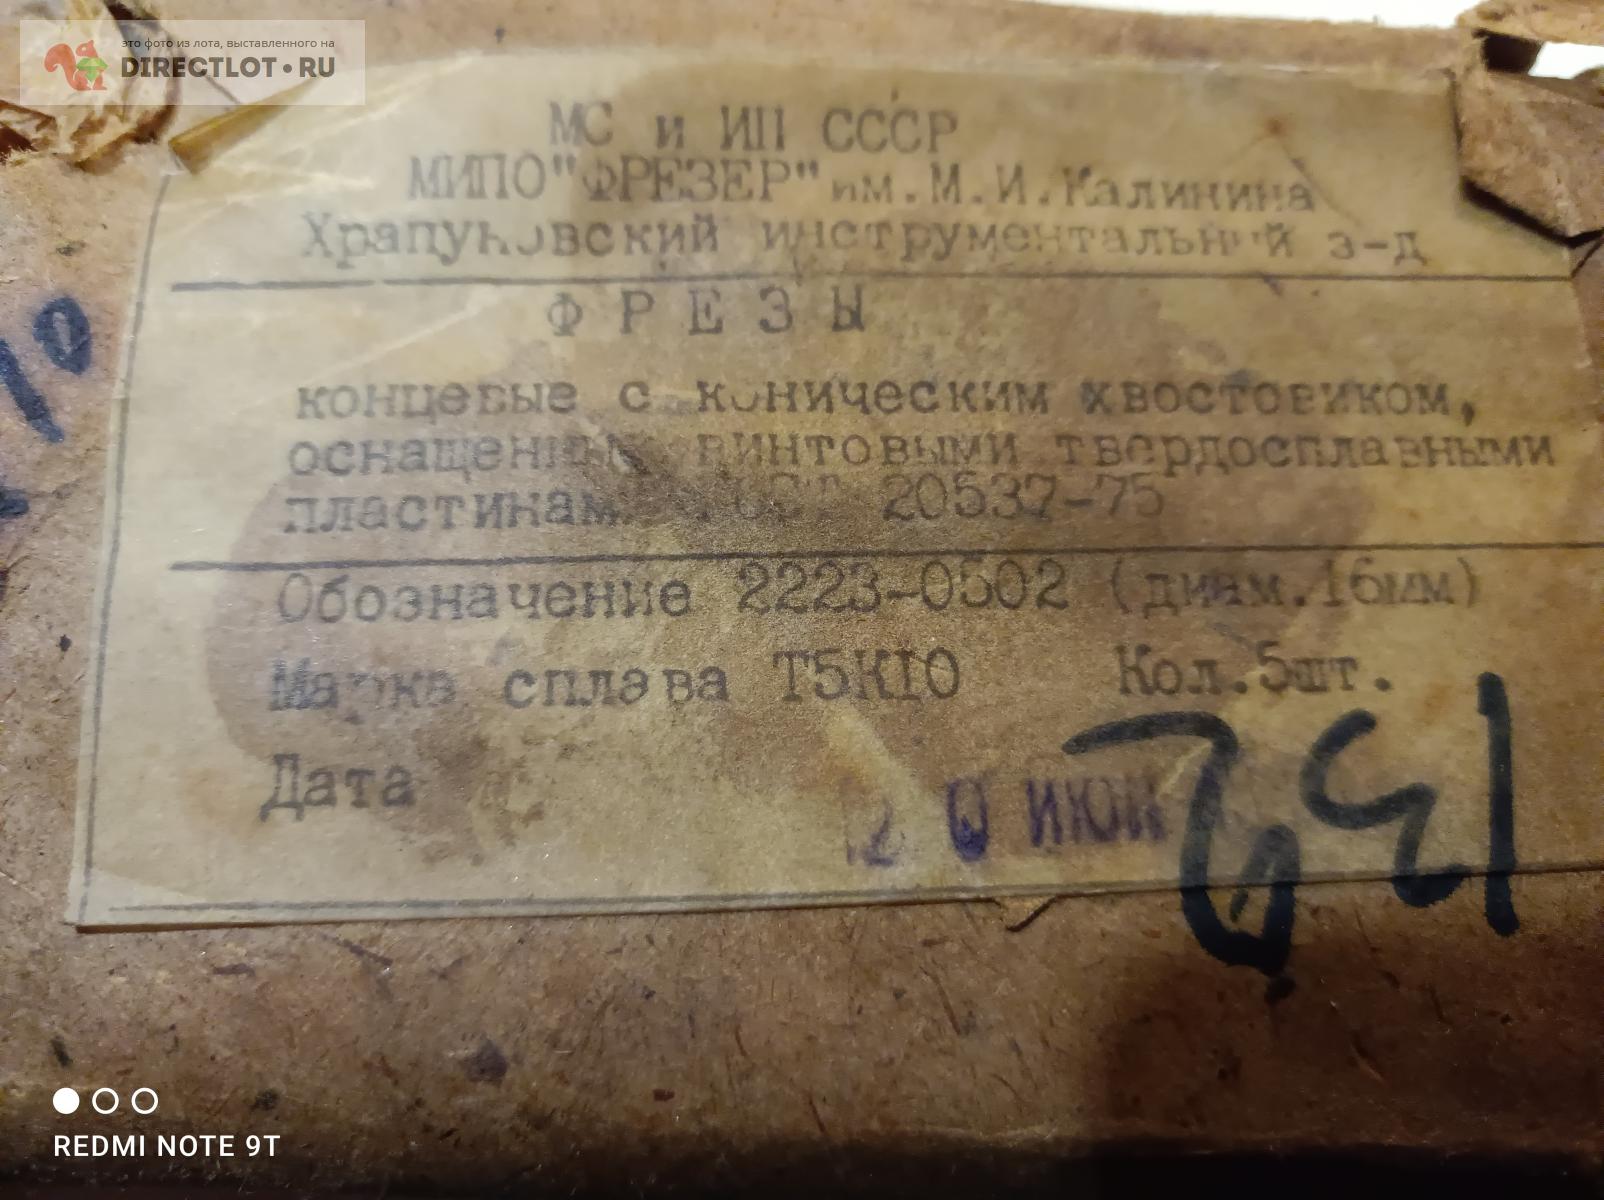 это фото из лота, выставленного на
DIRECTLOT•RU
МС и ИП СССР
МИПО "ФРЕЗЕР" им.М.И.Калинина
Храпуновский инструментальный з-д
ФРЕЗЫ
концевые с коническим хвостовиком,
оснащенные винтовыми твердосплавными
пластинами ГОСТ 20537-75
Обозначение 2223-0502 (диам.16мм)
Марка сплава Т5К10 Кол.5шт.
Дата
20 ИЮН
REDMI NOTE 9T